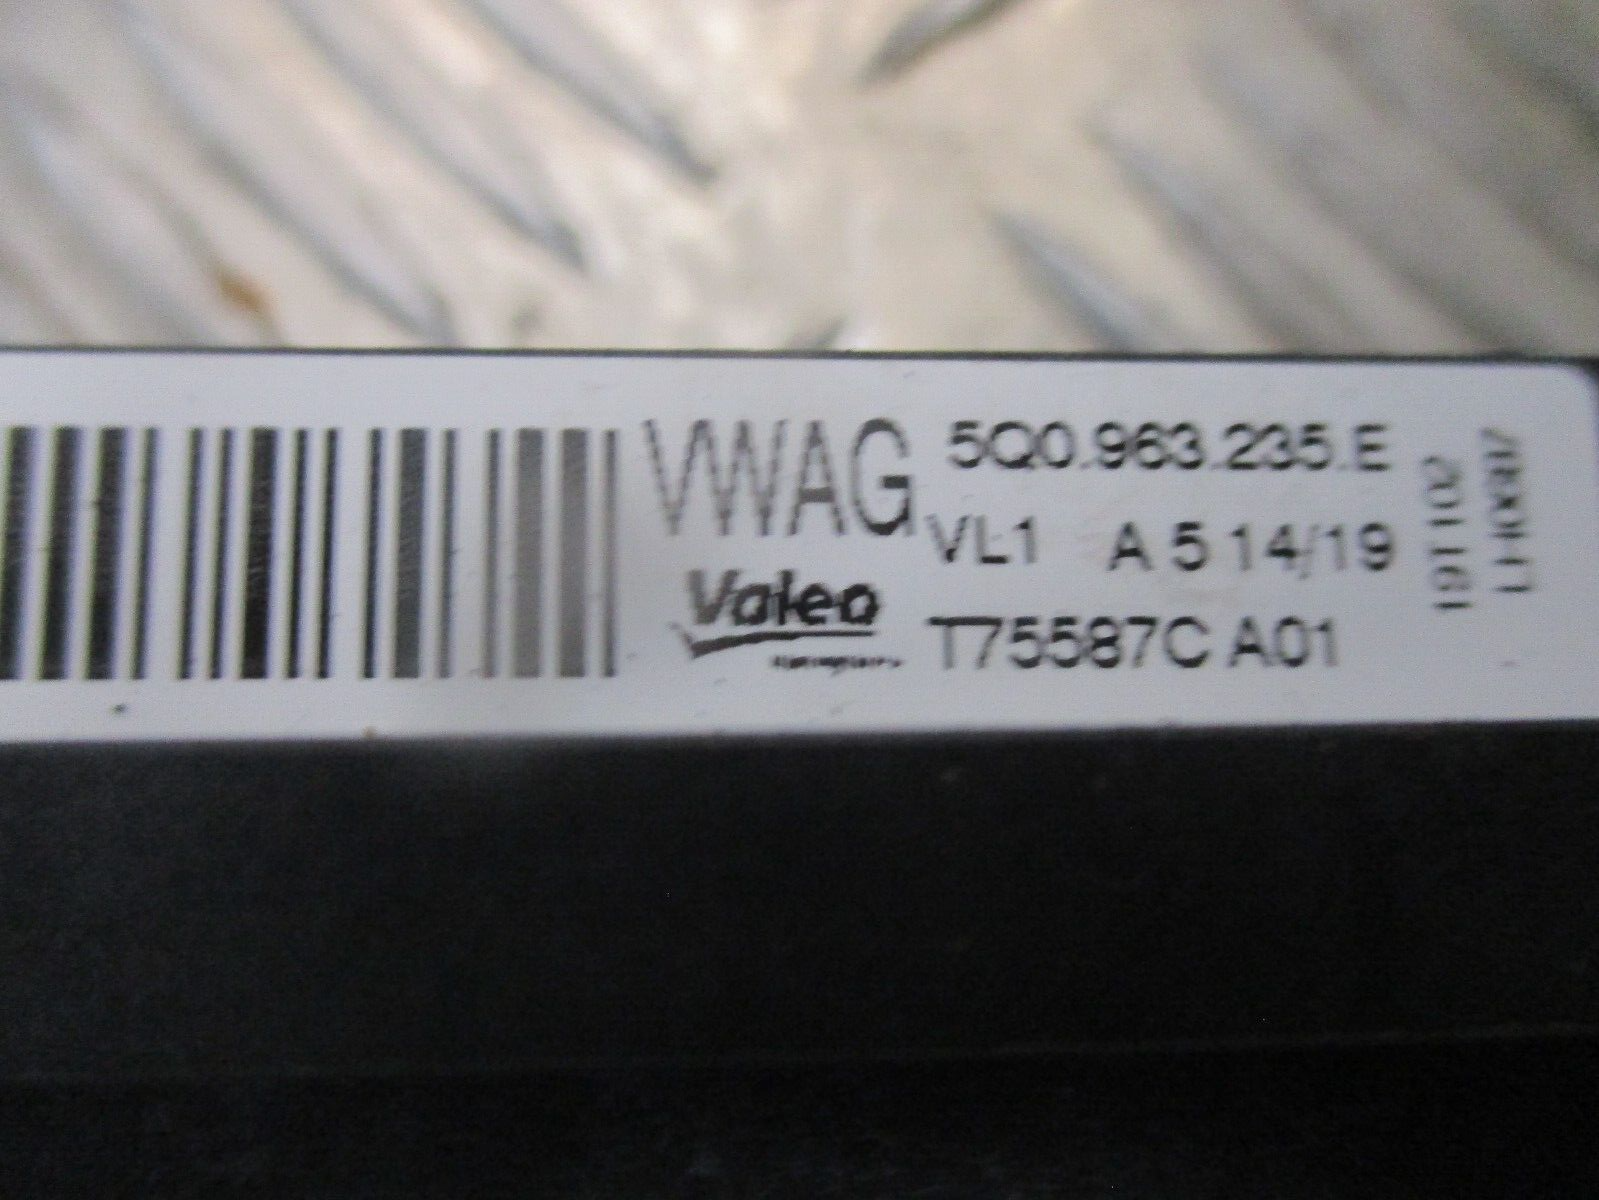 VWAG
5Q0.963.235.E
VL1 A 5 14/19
Valeo
T75587C A01